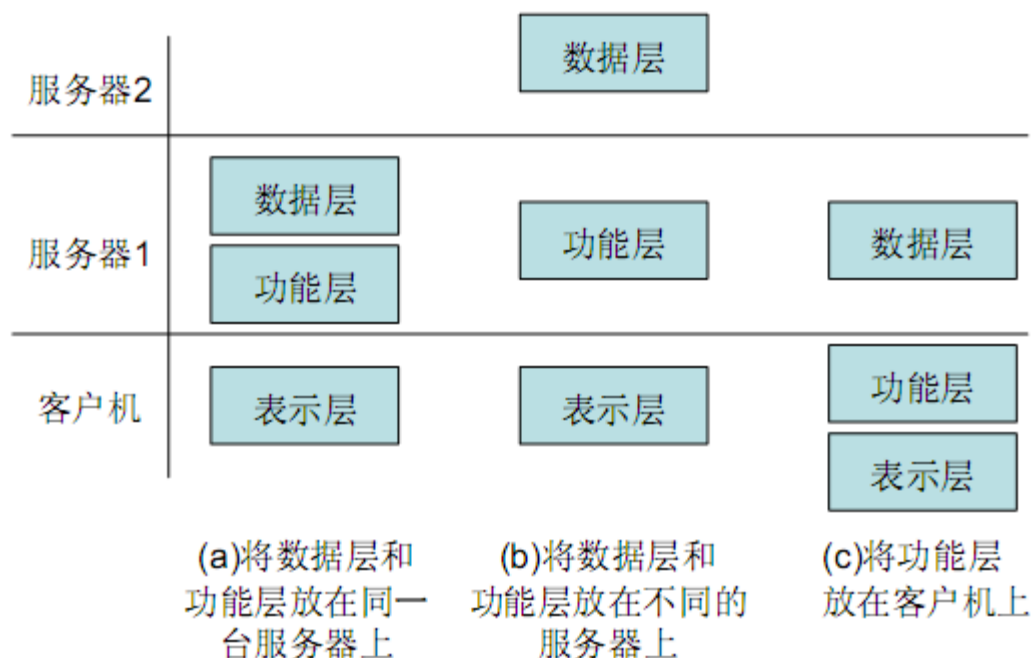 服务器2
数据层
服务器1
数据层
功能层
功能层
数据层
客户机
表示层
表示层
功能层
表示层
(a)将数据层和
功能层放在同一
台服务器上
(b)将数据层和
功能层放在不同的
服务器上
(c)将功能层
放在客户机上